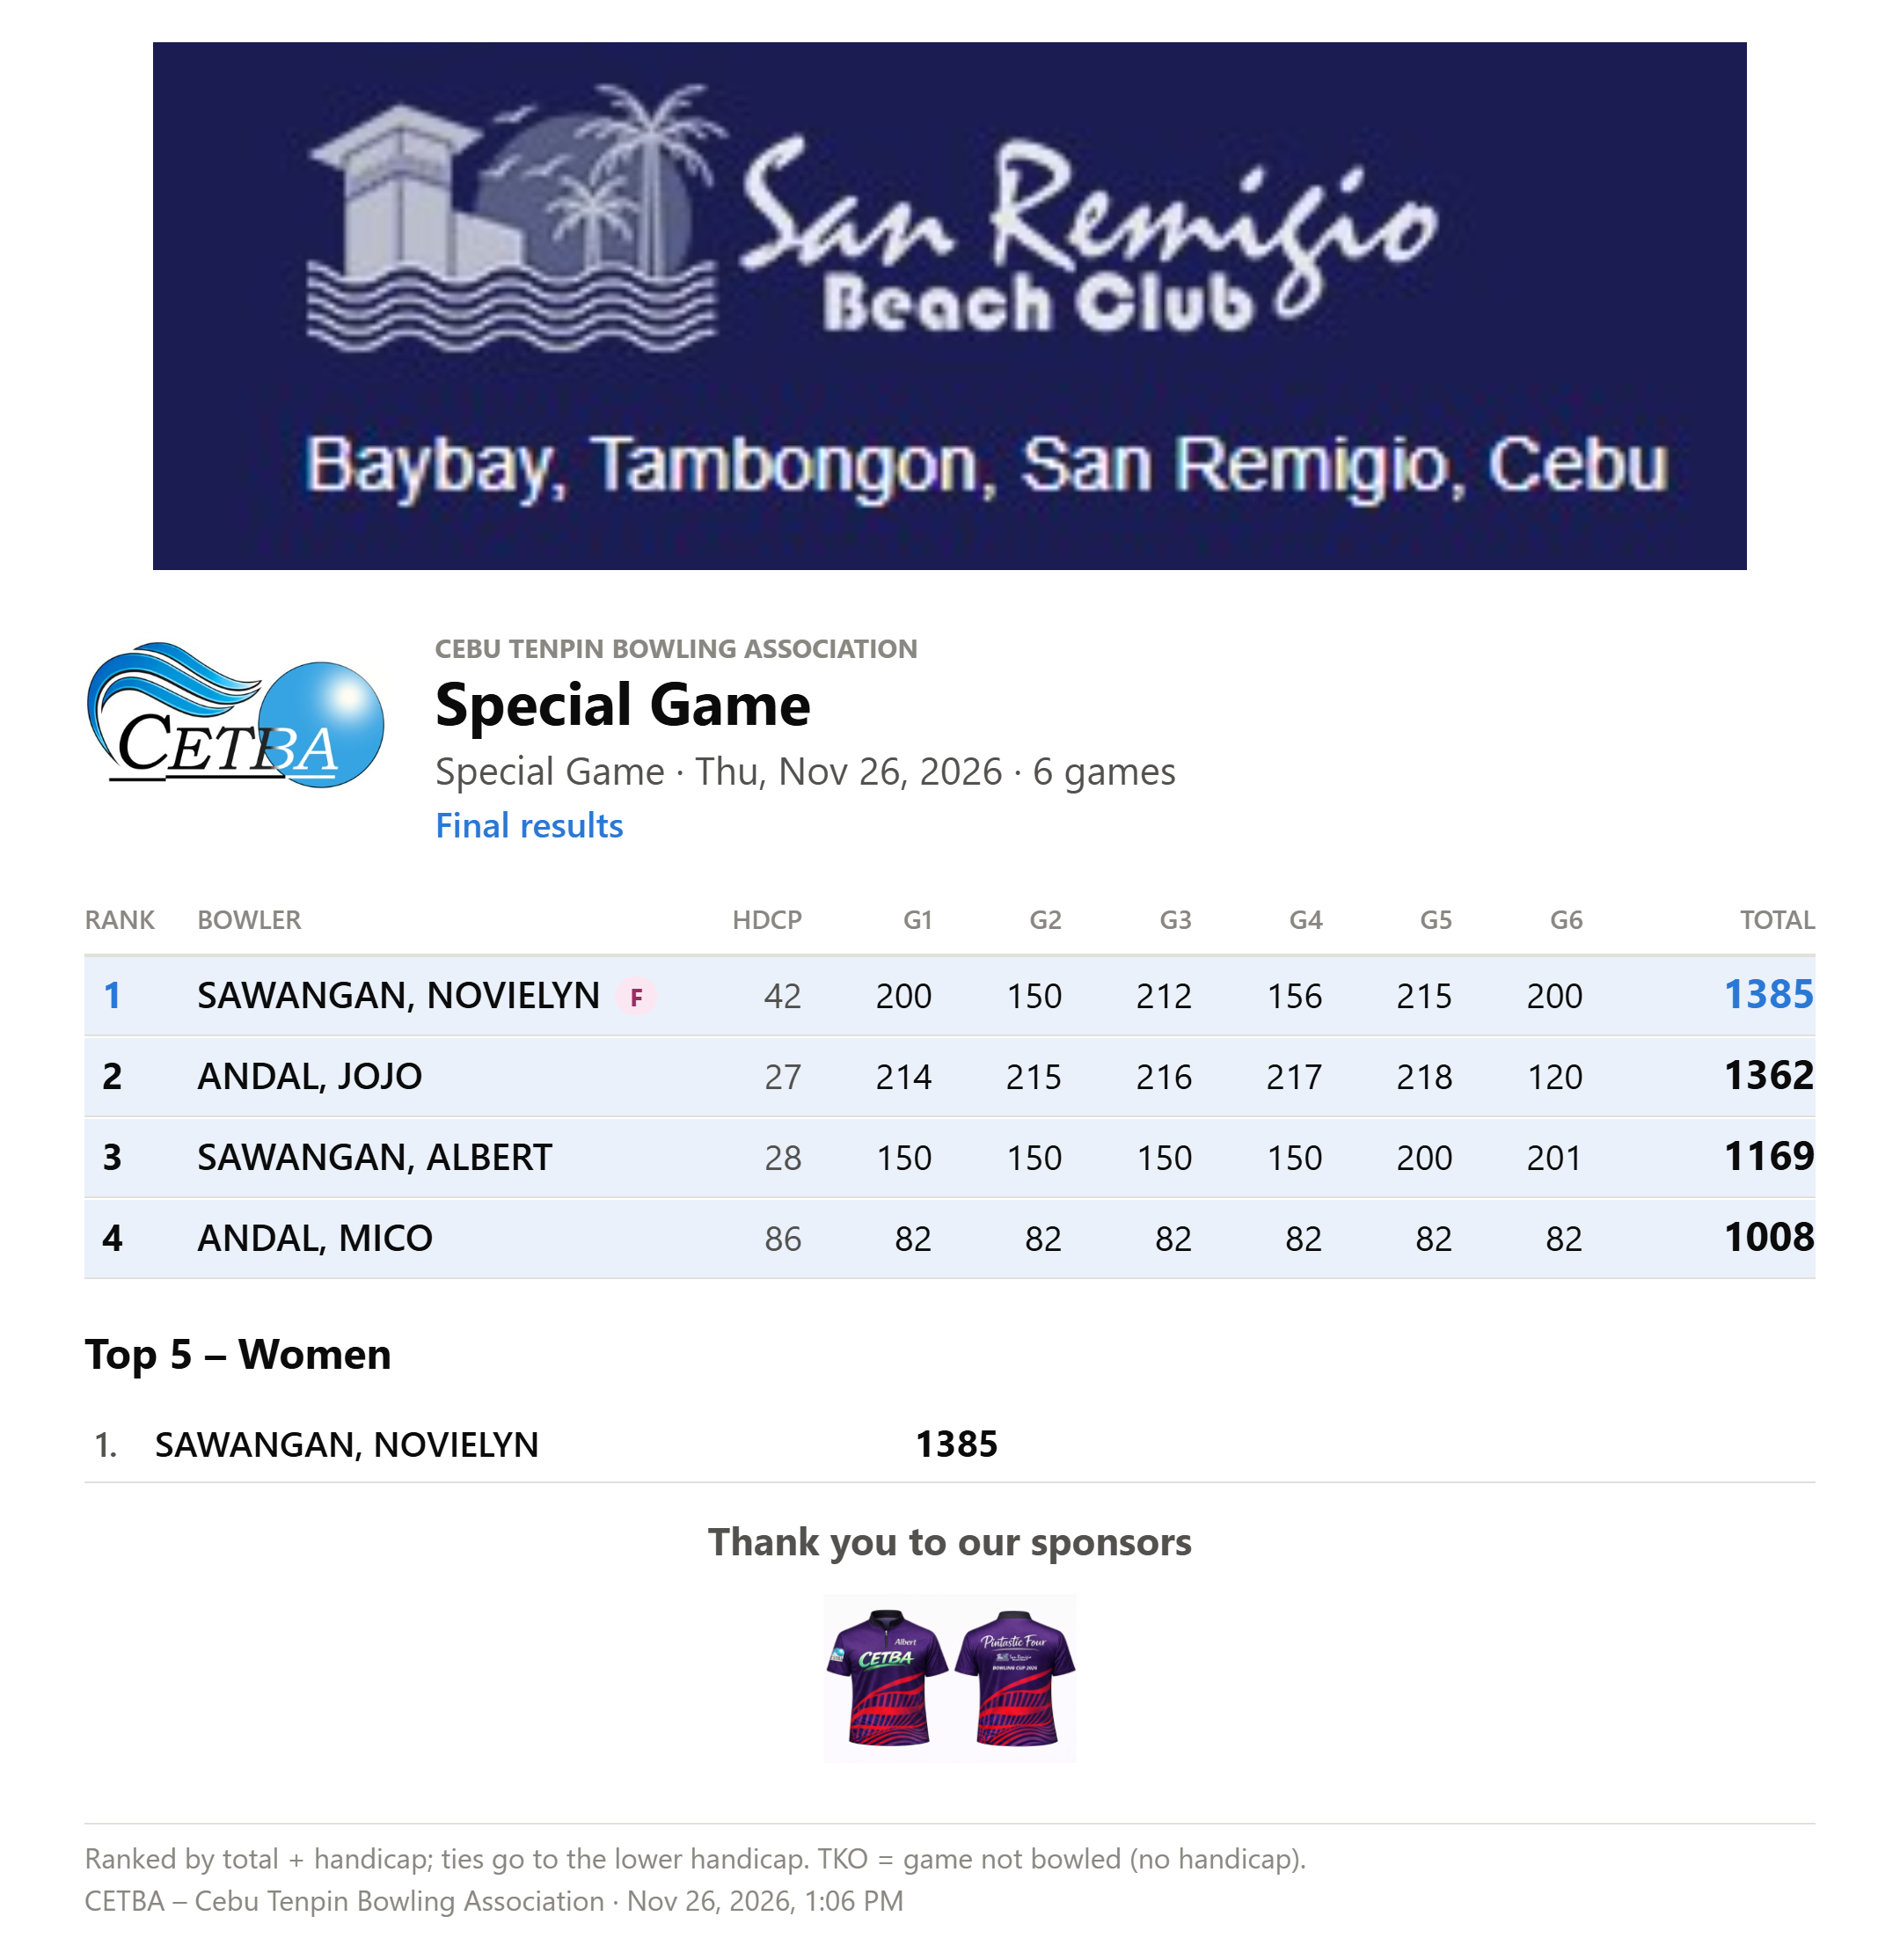 San Remigio
Beach Club
Baybay, Tambongon, San Remigio, Cebu
CETBA
CEBU TENPIN BOWLING ASSOCIATION
Special Game
Special Game · Thu, Nov 26, 2026 · 6 games
Final results
RANK BOWLER HDCP G1 G2 G3 G4 G5 G6 TOTAL
1 SAWANGAN, NOVIELYN F 42 200 150 212 156 215 200 1385
2 ANDAL, JOJO 27 214 215 216 217 218 120 1362
3 SAWANGAN, ALBERT 28 150 150 150 150 200 201 1169
4 ANDAL, MICO 86 82 82 82 82 82 82 1008
Top 5 – Women
1. SAWANGAN, NOVIELYN 1385
Thank you to our sponsors
Albert
CETBA
Pintastic Four
San Remigio
BOWLING CUP 2026
Ranked by total + handicap; ties go to the lower handicap. TKO = game not bowled (no handicap).
CETBA – Cebu Tenpin Bowling Association · Nov 26, 2026, 1:06 PM